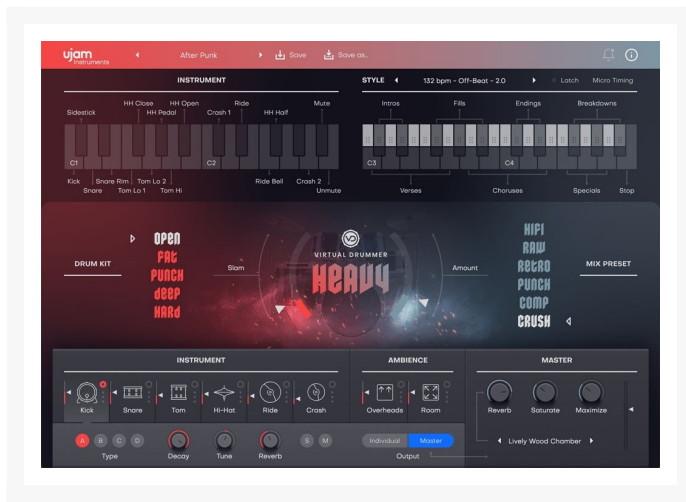 ujam
Instruments
After Punk
Save
Save as..
INSTRUMENT
STYLE
132 bpm - Off-Beat - 2.0
Latch
Micro Timing
HH Close HH Open Ride Mute
Sidestick HH Pedal Crash 1 HH Half
Intros Fills Endings Breakdowns
C1 C2
C3 C4
Kick Snare Rim Tom Lo 2 Ride Bell Crash 2
Snare Tom Lo 1 Tom Hi Unmute
Verses Choruses Specials Stop
DRUM KIT
OPEN
FAT
PUNCH
DEEP
HARD
Slam
VD
VIRTUAL DRUMMER
HEAVY
Amount
HIFI
RAW
RETRO
PUNCH
COMP
CRUSH
MIX PRESET
INSTRUMENT
AMBIENCE
MASTER
Kick Snare Tom Hi-Hat Ride Crash
Overheads Room
Reverb Saturate Maximize
A B C D
Type
Decay Tune Reverb
S M
Individual Master
Output
Lively Wood Chamber